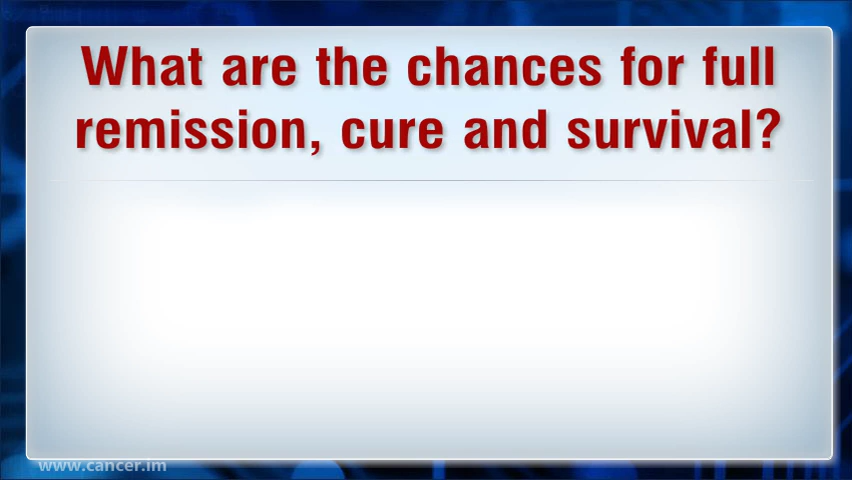 What are the chances for full
remission, cure and survival?
www.cancer.im